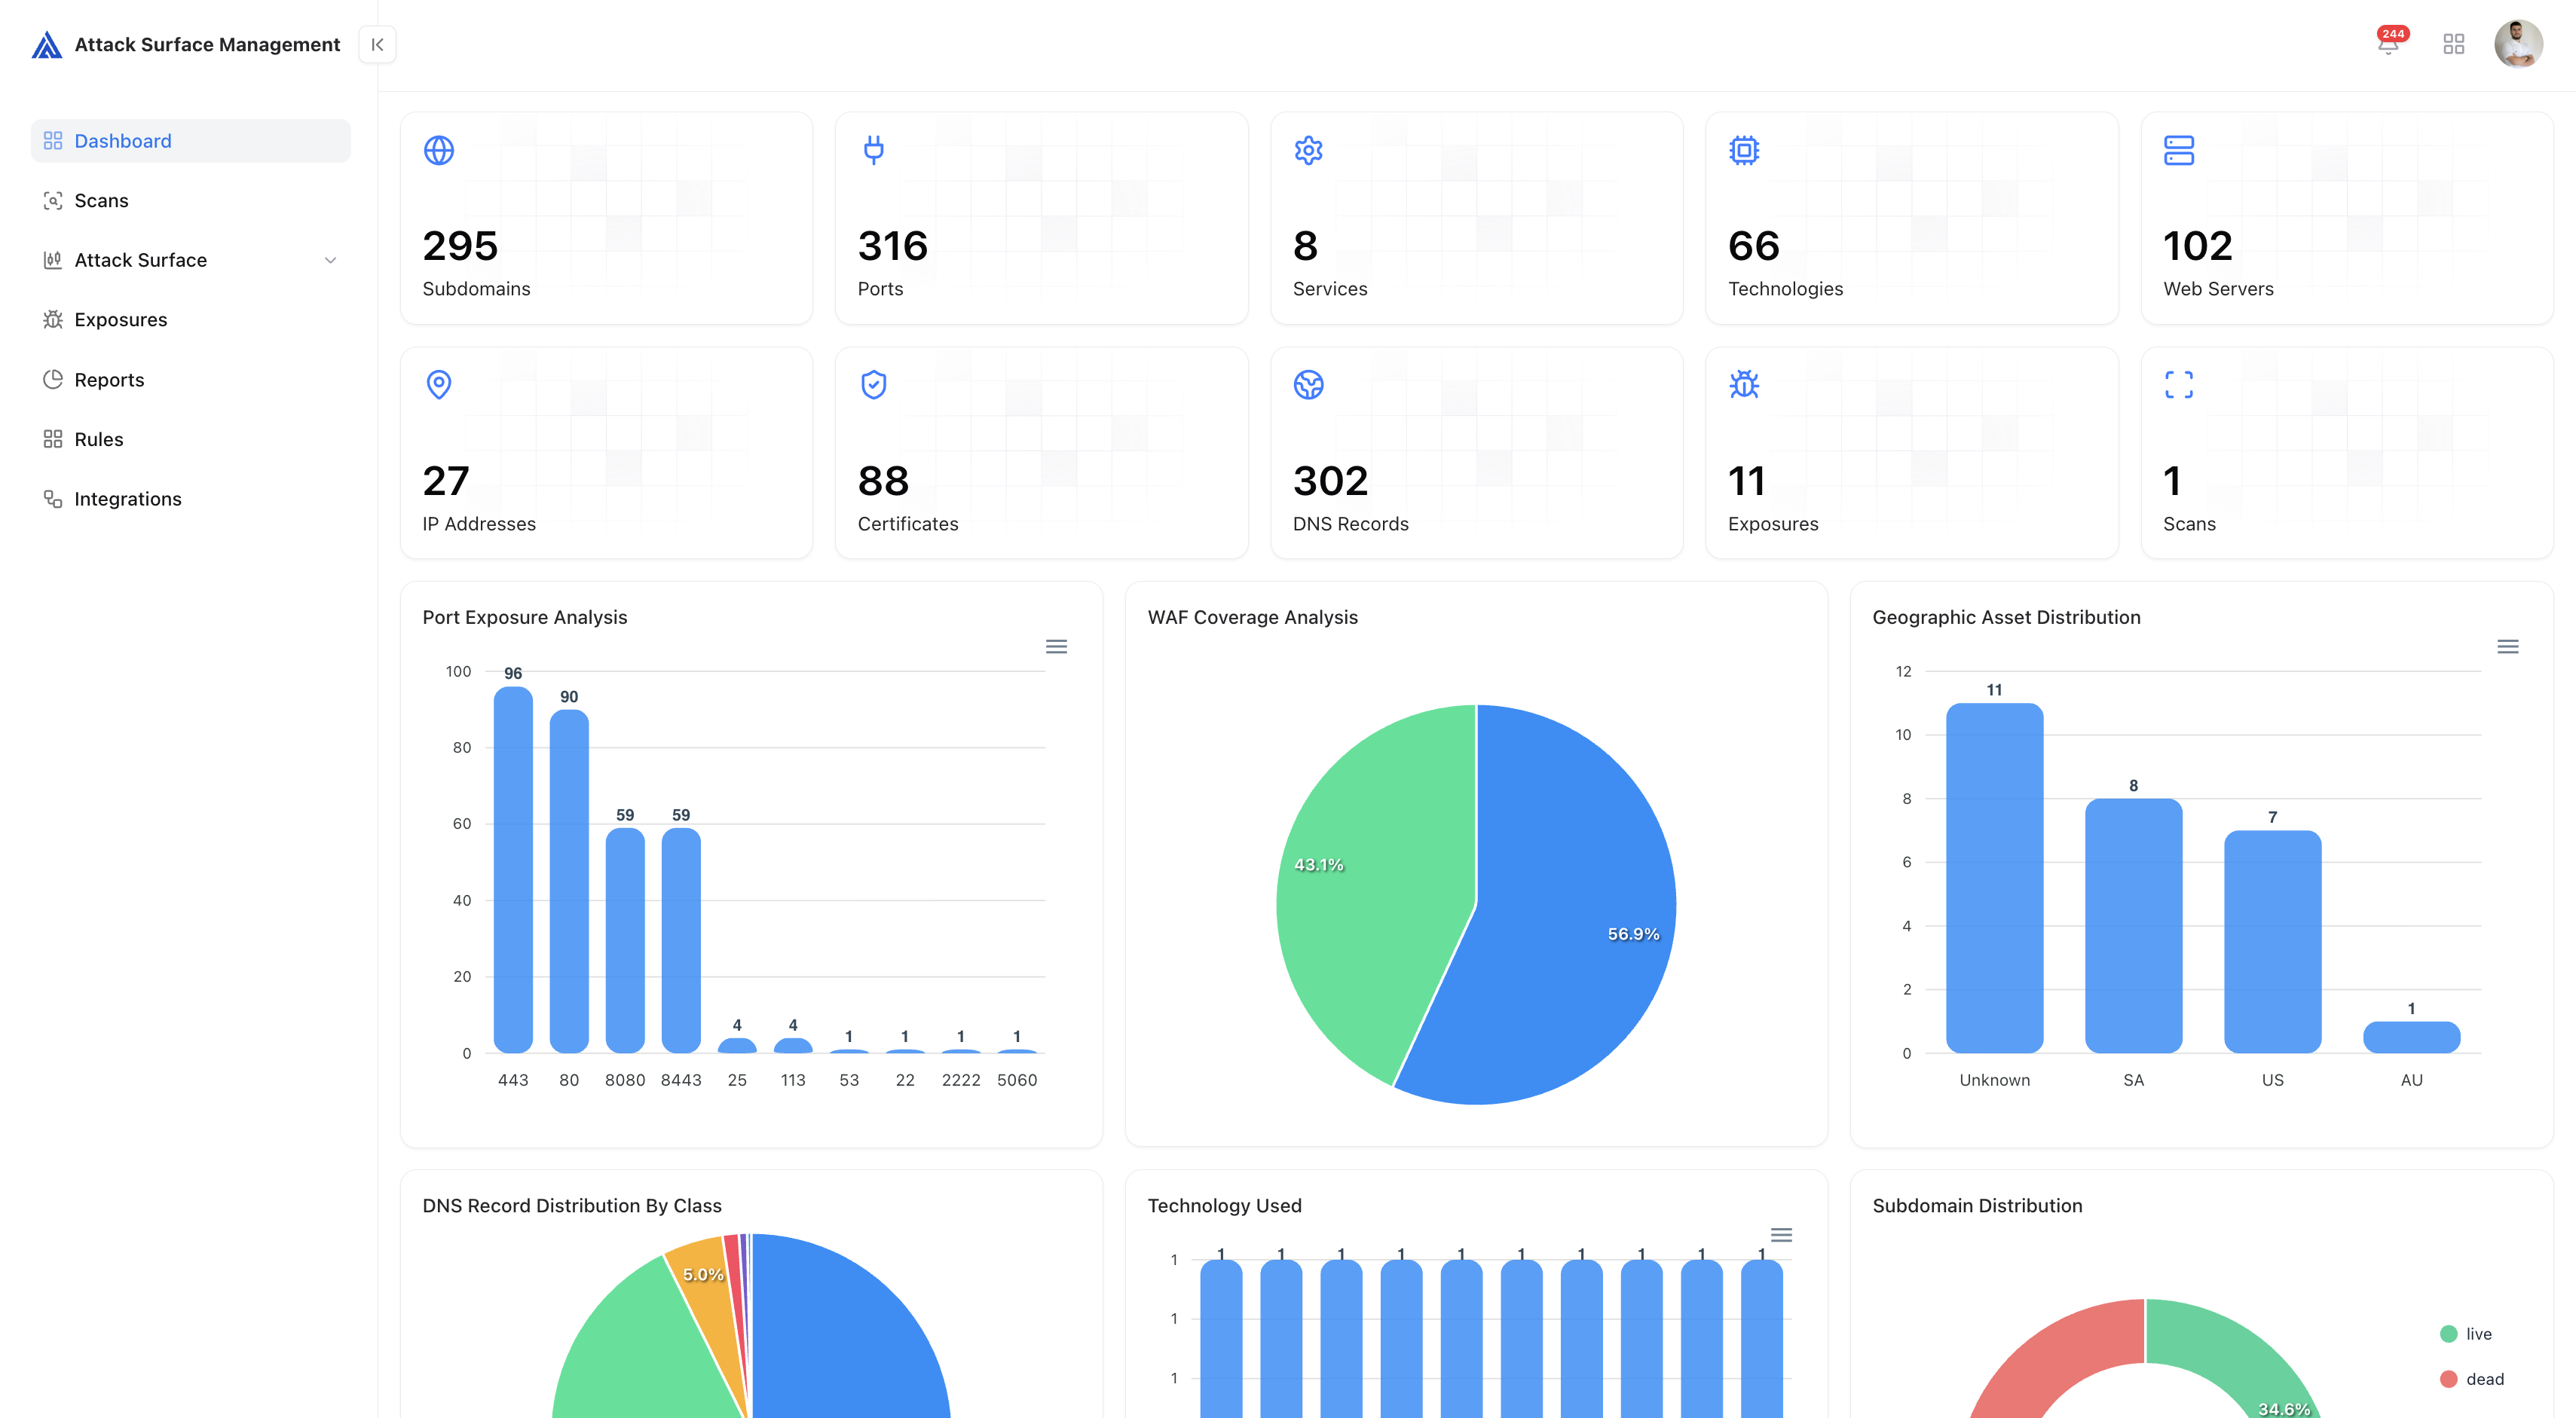 Attack Surface Management
244
Dashboard
Scans
Attack Surface
Exposures
Reports
Rules
Integrations
295
Subdomains
316
Ports
8
Services
66
Technologies
102
Web Servers
27
IP Addresses
88
Certificates
302
DNS Records
11
Exposures
1
Scans
Port Exposure Analysis
100
80
60
40
20
0
96
90
59
59
4
4
1
1
1
1
443 80 8080 8443 25 113 53 22 2222 5060
WAF Coverage Analysis
43.1%
56.9%
Geographic Asset Distribution
12
10
8
6
4
2
0
11
8
7
1
Unknown SA US AU
DNS Record Distribution By Class
5.0%
Technology Used
1 1 1 1 1 1 1 1 1 1
1
1
1
Subdomain Distribution
live
dead
34.6%